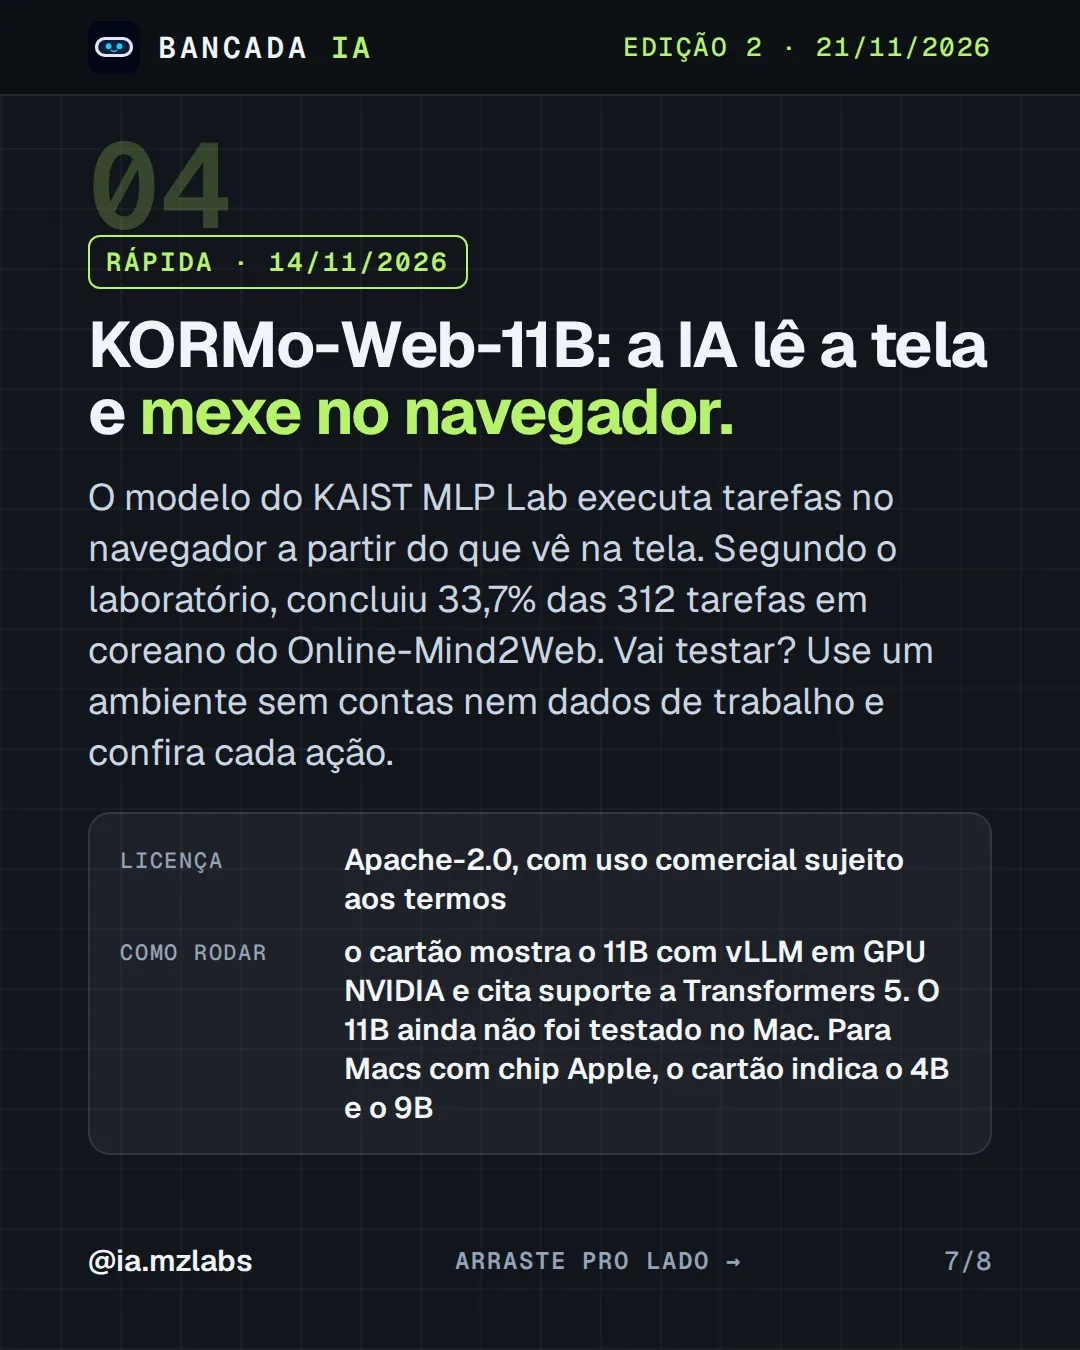 BANCADA IA
EDIÇÃO 2 · 21/11/2026
04
RÁPIDA · 14/11/2026
KORMo-Web-11B: a IA lê a tela
e mexe no navegador.
O modelo do KAIST MLP Lab executa tarefas no
navegador a partir do que vê na tela. Segundo o
laboratório, concluiu 33,7% das 312 tarefas em
coreano do Online-Mind2Web. Vai testar? Use um
ambiente sem contas nem dados de trabalho e
confira cada ação.
LICENÇA
Apache-2.0, com uso comercial sujeito
aos termos
COMO RODAR
o cartão mostra o 11B com vLLM em GPU
NVIDIA e cita suporte a Transformers 5. O
11B ainda não foi testado no Mac. Para
Macs com chip Apple, o cartão indica o 4B
e o 9B
@ia.mzlabs
ARRASTE PRO LADO →
7/8